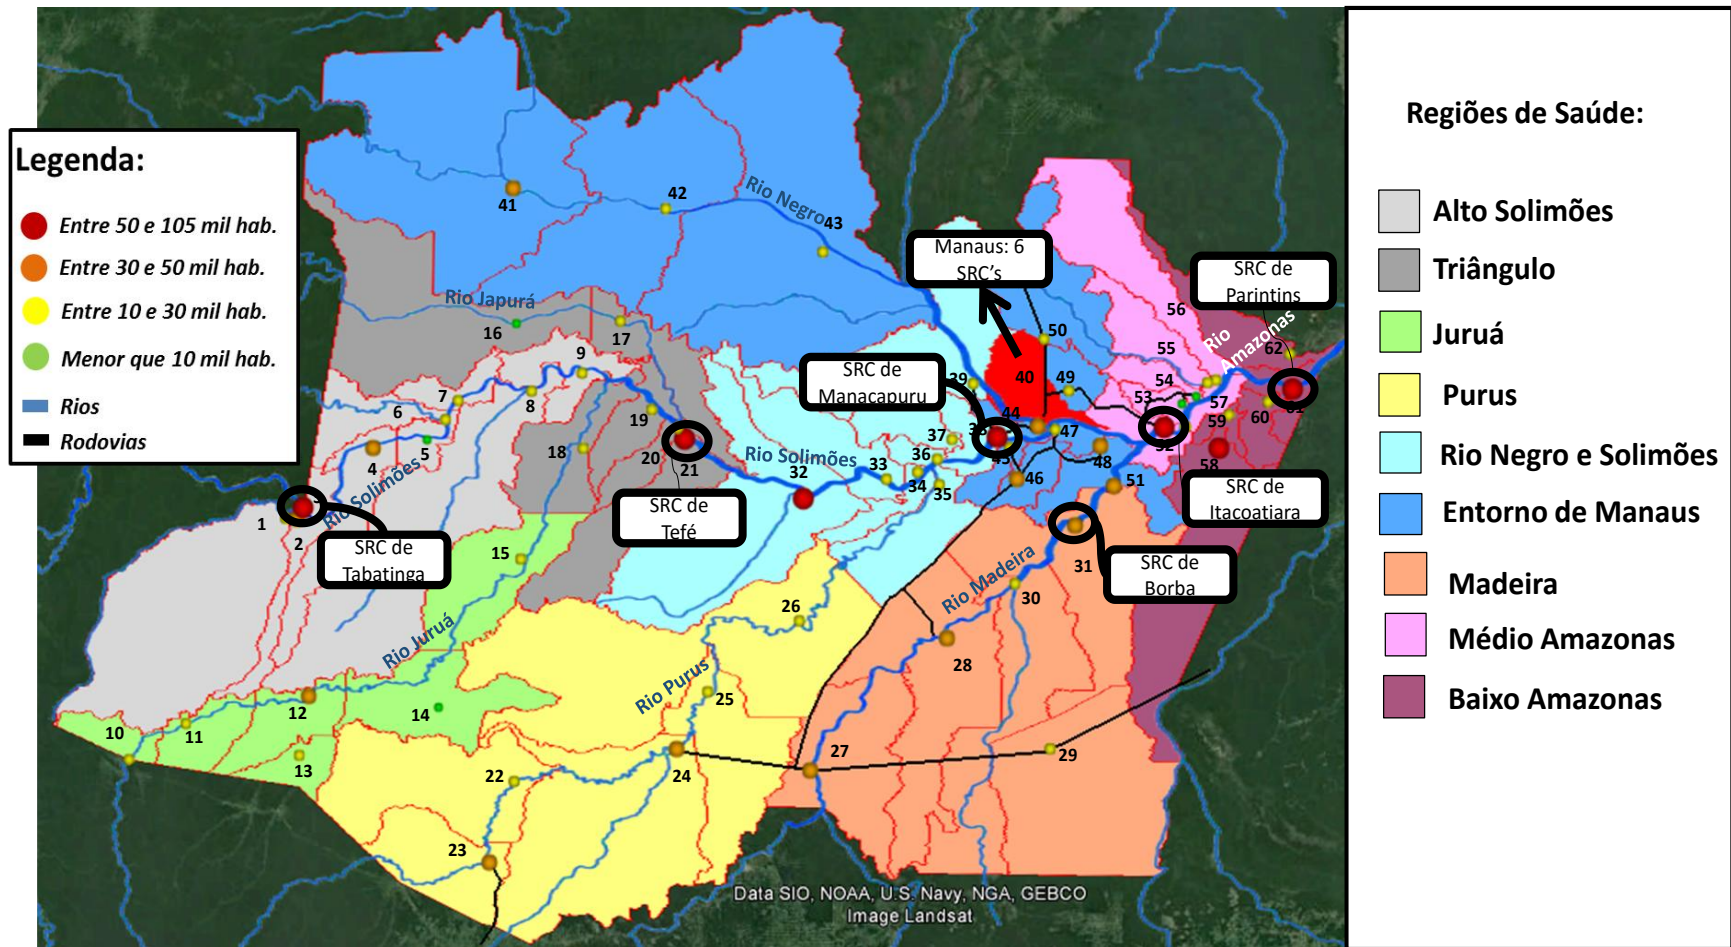 Legenda:
Entre 50 e 105 mil hab.
Entre 30 e 50 mil hab.
Entre 10 e 30 mil hab.
Menor que 10 mil hab.
Rios
Rodovias
41
42
Rio Negro
43
Manaus: 6
SRC's
SRC de
Parintins
Rio Japurá
16
17
9
56
50
55
Rio
Amazonas
62
SRC de
Manacapuru
39
40
49
54
53
57
59
60
61
7
6
8
19
4
5
18
20
21
44
38
45
47
37
36
46
48
52
58
Rio Solimões
32
33
34
35
51
1
2
Rio Solimões
SRC de
Tabatinga
SRC de
Tefé
SRC de
Itacoatiara
15
31
SRC de
Borba
Rio Madeira
30
26
Rio Juruá
28
Rio Purus
25
12
14
10
11
13
22
24
27
29
23
Data SIO, NOAA, U.S. Navy, NGA, GEBCO
Image Landsat
Regiões de Saúde:
Alto Solimões
Triângulo
Juruá
Purus
Rio Negro e Solimões
Entorno de Manaus
Madeira
Médio Amazonas
Baixo Amazonas